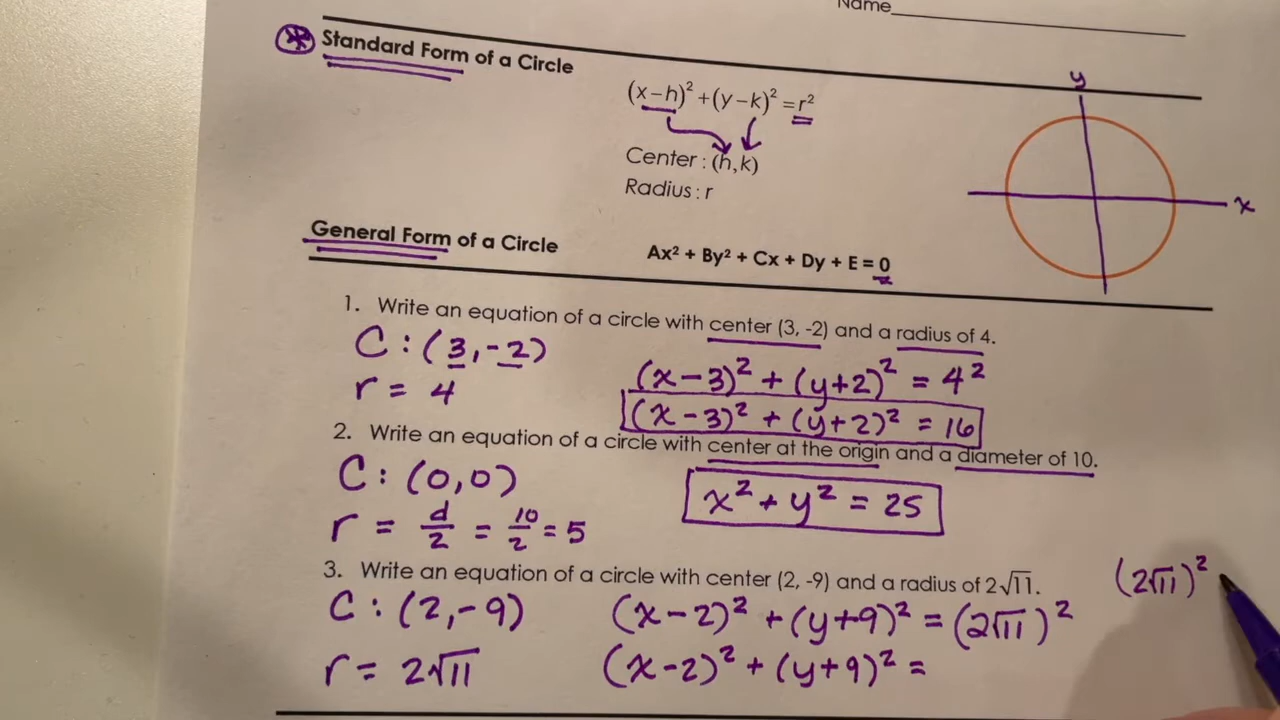 Name
Standard Form of a Circle
(x-h)² + (y-k)² = r²
Center : (h,k)
Radius : r
y
x
General Form of a Circle
Ax² + By² + Cx + Dy + E = 0
1. Write an equation of a circle with center (3, -2) and a radius of 4.
C : (3, -2)
r = 4
(x-3)² + (y+2)² = 4²
(x-3)² + (y+2)² = 16
2. Write an equation of a circle with center at the origin and a diameter of 10.
C : (0,0)
r = d/2 = 10/2 = 5
x² + y² = 25
3. Write an equation of a circle with center (2, -9) and a radius of 2√11.
(2√11)²
C : (2,-9)
(x-2)² + (y+9)² = (2√11)²
r = 2√11
(x-2)² + (y+9)² =